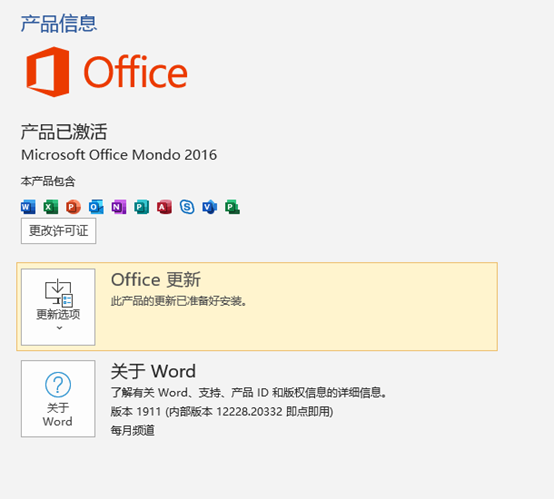 产品信息
Office
产品已激活
Microsoft Office Mondo 2016
本产品包含
更改许可证
更新选项
Office 更新
此产品的更新已准备好安装。
关于
Word
关于 Word
了解有关 Word、支持、产品 ID 和版权信息的详细信息。
版本 1911 (内部版本 12228.20332 即点即用)
每月频道